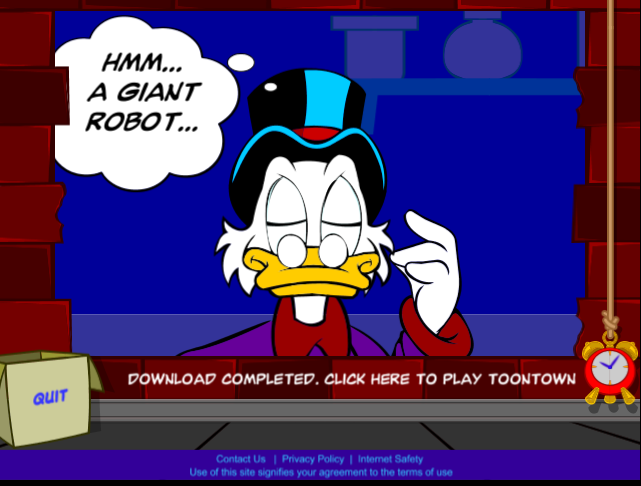 HMM...
A GIANT
ROBOT...
DOWNLOAD COMPLETED. CLICK HERE TO PLAY TOONTOWN
QUIT
Contact Us | Privacy Policy | Internet Safety
Use of this site signifies your agreement to the terms of use